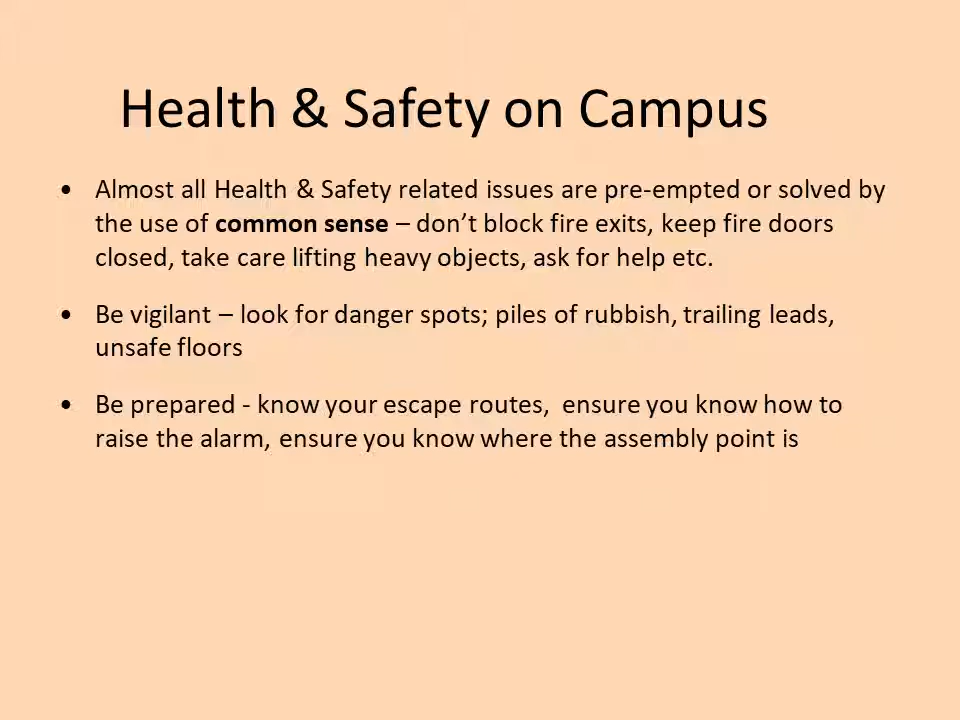 Health & Safety on Campus
• Almost all Health & Safety related issues are pre-empted or solved by
the use of common sense – don’t block fire exits, keep fire doors
closed, take care lifting heavy objects, ask for help etc.
• Be vigilant – look for danger spots; piles of rubbish, trailing leads,
unsafe floors
• Be prepared - know your escape routes,  ensure you know how to
raise the alarm, ensure you know where the assembly point is